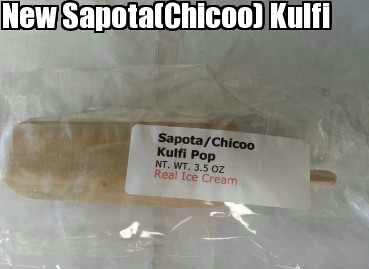 New Sapota(Chicoo) Kulfi
Sapota/Chicoo
Kulfi Pop
NT. WT. 3.5 OZ
Real Ice Cream